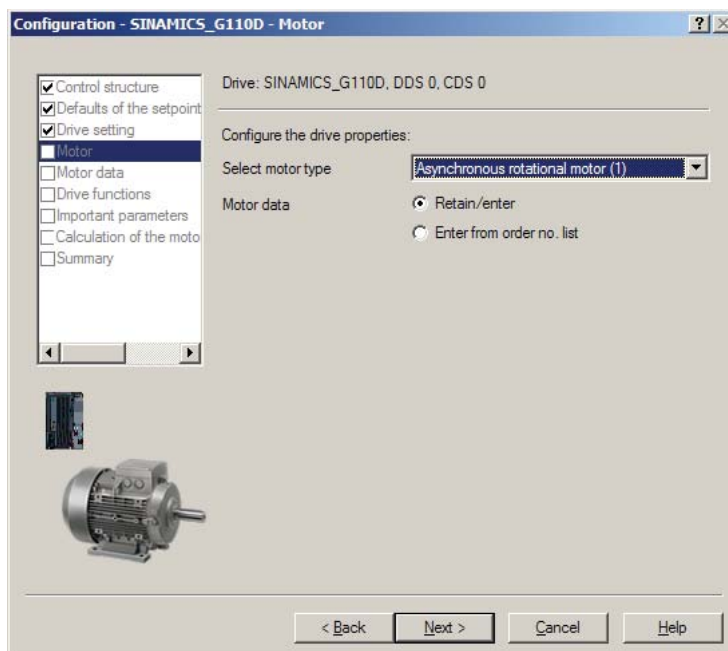 Configuration - SINAMICS_G110D - Motor
Control structure
Defaults of the setpoint
Drive setting
Motor
Motor data
Drive functions
Important parameters
Calculation of the moto
Summary
Drive: SINAMICS_G110D, DDS 0, CDS 0
Configure the drive properties:
Select motor type
Asynchronous rotational motor (1)
Motor data
Retain/enter
Enter from order no. list
< Back
Next >
Cancel
Help